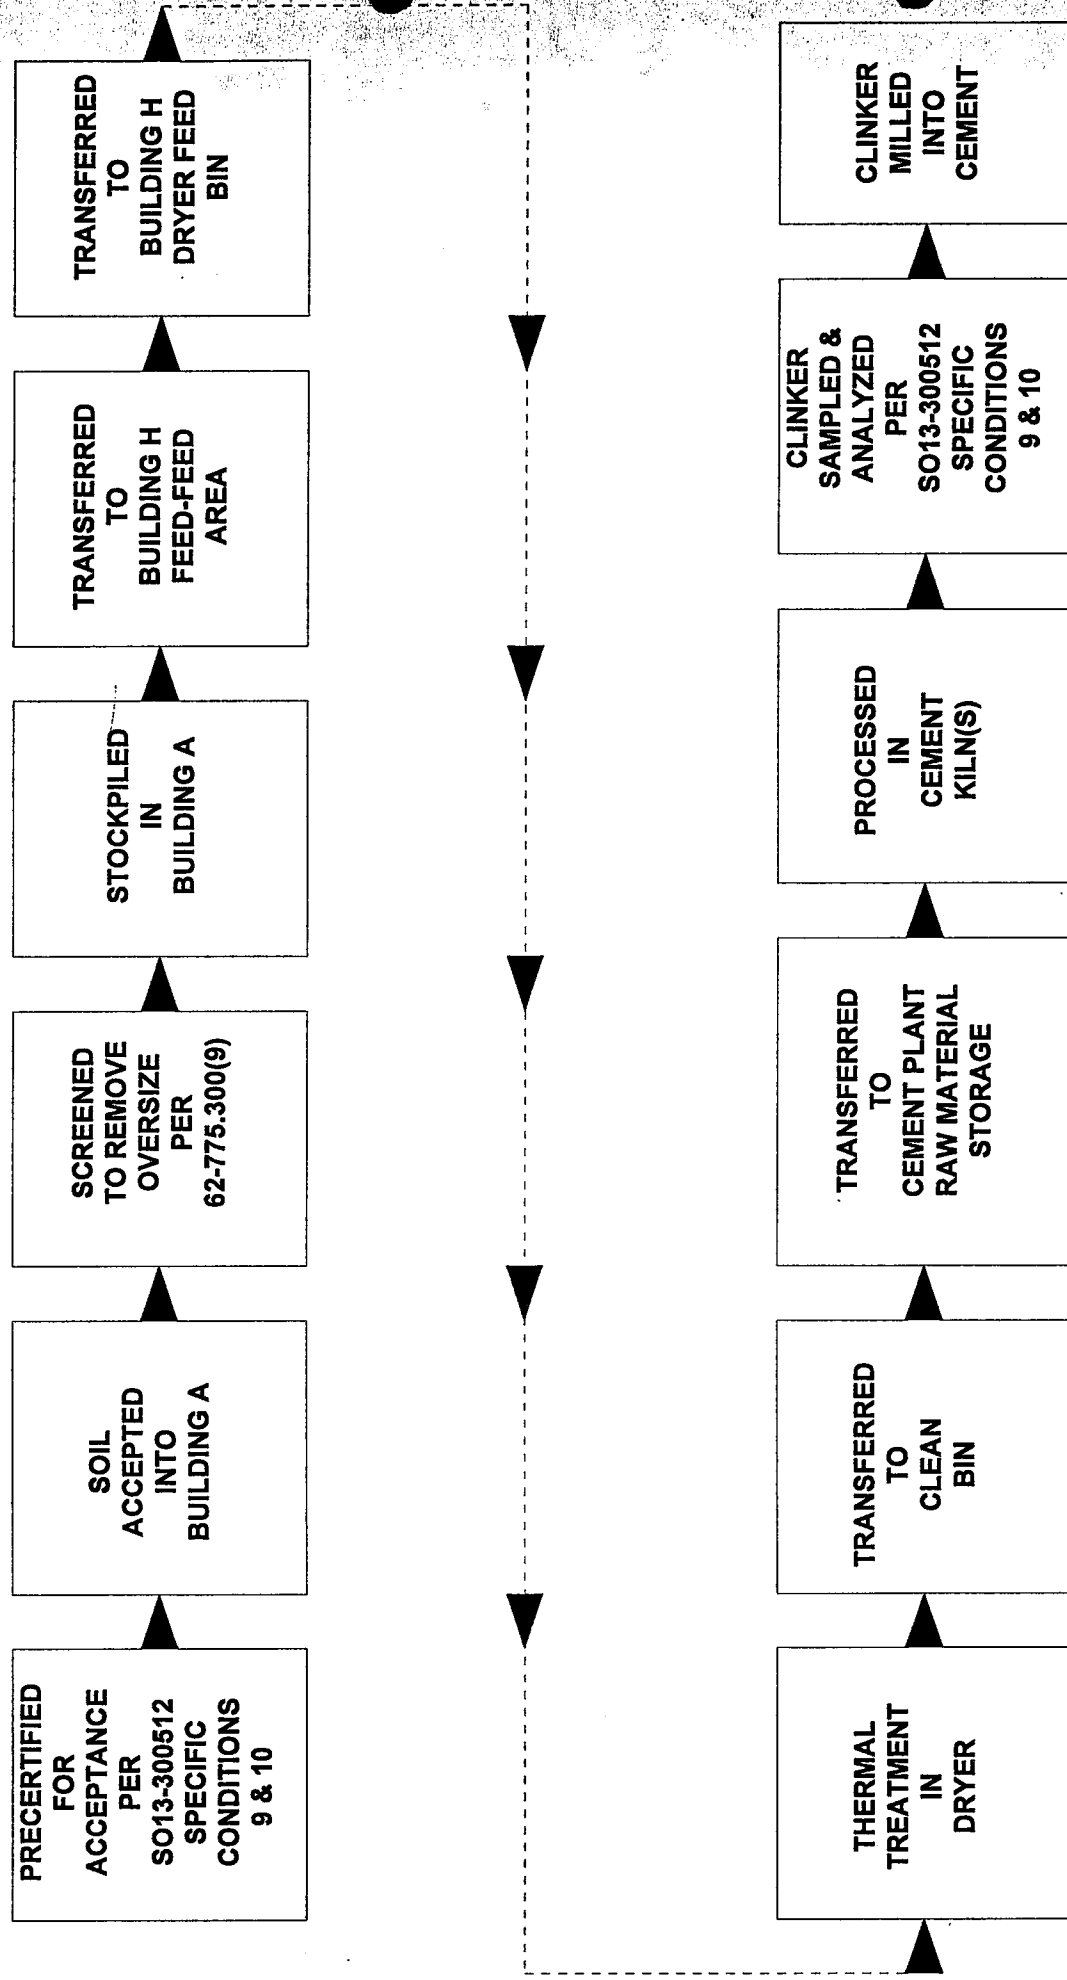 PRECERTIFIED
FOR
ACCEPTANCE
PER
SO13-300512
SPECIFIC
CONDITIONS
9 & 10
SOIL
ACCEPTED
INTO
BUILDING A
SCREENED
TO REMOVE
OVERSIZE
PER
62-775.300(9)
STOCKPILED
IN
BUILDING A
TRANSFERRED
TO
BUILDING H
FEED-FEED
AREA
TRANSFERRED
TO
BUILDING H
DRYER FEED
BIN
THERMAL
TREATMENT
IN
DRYER
TRANSFERRED
TO
CLEAN
BIN
TRANSFERRED
TO
CEMENT PLANT
RAW MATERIAL
STORAGE
PROCESSED
IN
CEMENT
KILN(S)
CLINKER
SAMPLED &
ANALYZED
PER
SO13-300512
SPECIFIC
CONDITIONS
9 & 10
CLINKER
MILLED
INTO
CEMENT